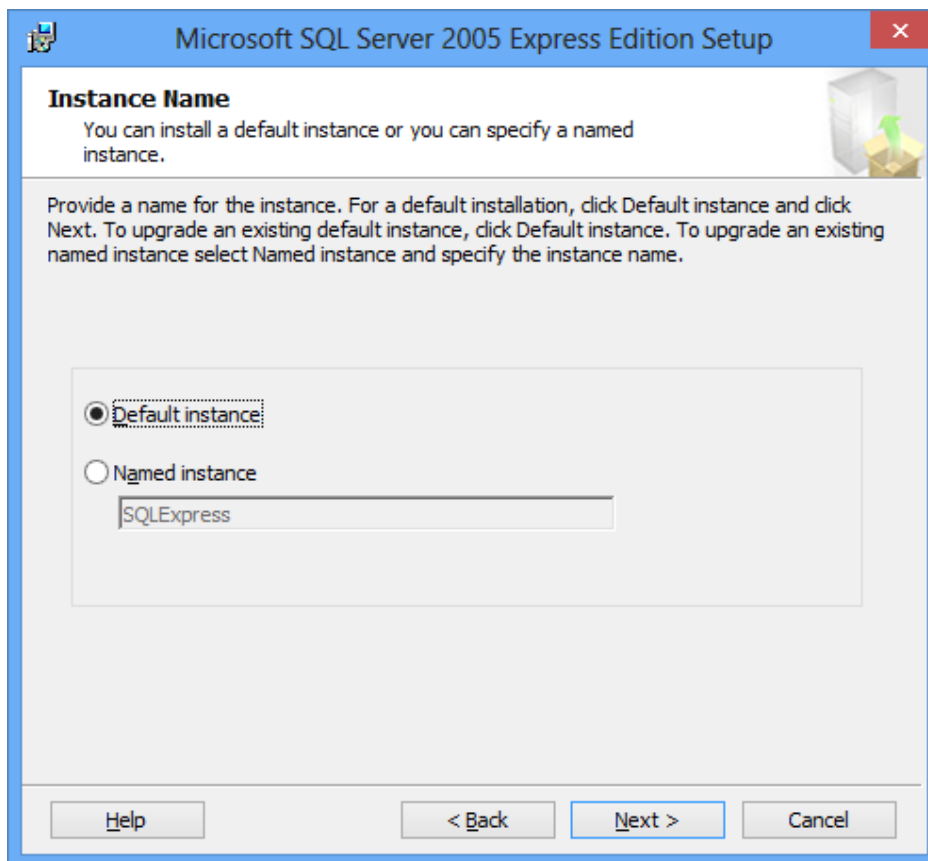 Microsoft SQL Server 2005 Express Edition Setup
Instance Name
You can install a default instance or you can specify a named
instance.
Provide a name for the instance. For a default installation, click Default instance and click
Next. To upgrade an existing default instance, click Default instance. To upgrade an existing
named instance select Named instance and specify the instance name.
Default instance
Named instance
SQLExpress
Help
< Back
Next >
Cancel